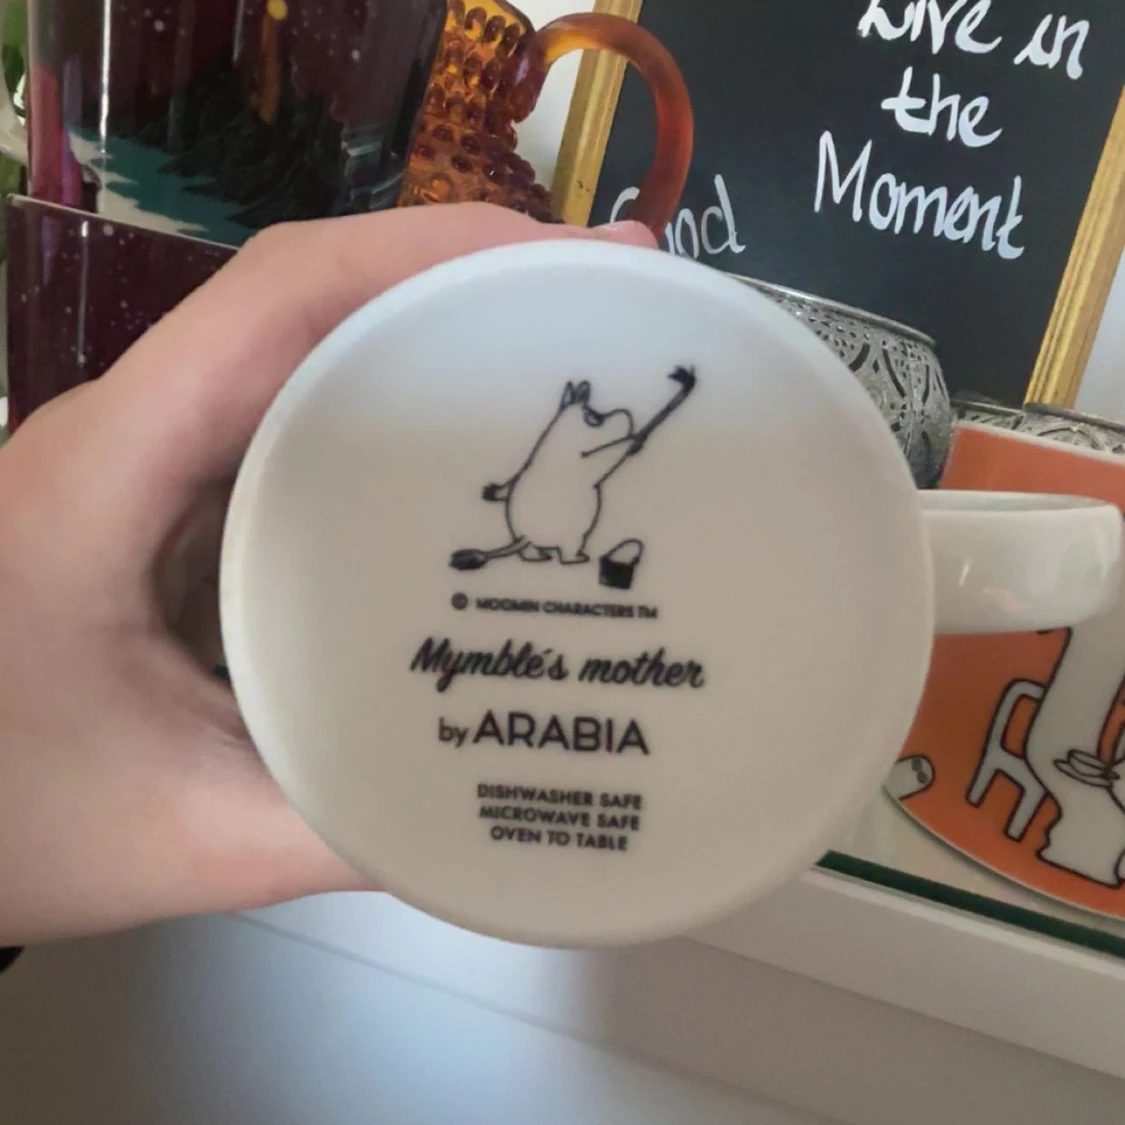 Live in
the
Moment
© MOOMIN CHARACTERS TM
Mymble's mother
by ARABIA
DISHWASHER SAFE
MICROWAVE SAFE
OVEN TO TABLE